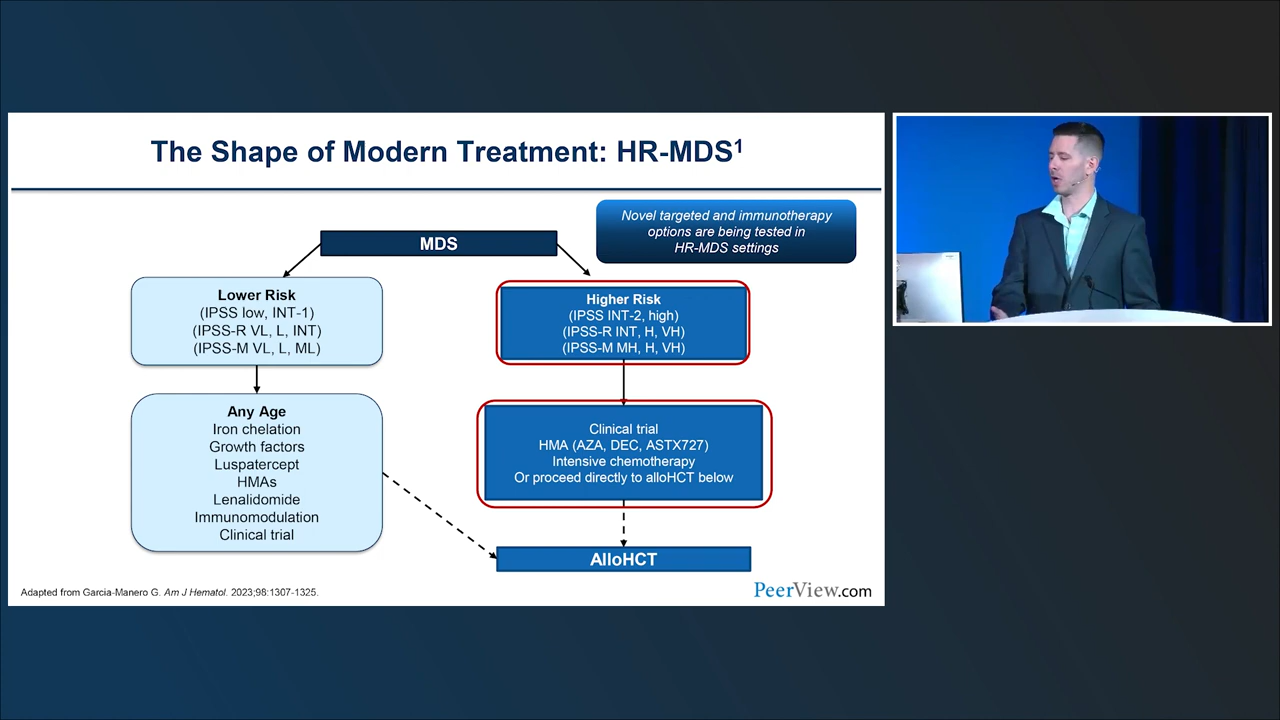 The Shape of Modern Treatment: HR-MDS1
Novel targeted and immunotherapy
options are being tested in
HR-MDS settings
MDS
Lower Risk
(IPSS low, INT-1)
(IPSS-R VL, L, INT)
(IPSS-M VL, L, ML)
Higher Risk
(IPSS INT-2, high)
(IPSS-R INT, H, VH)
(IPSS-M MH, H, VH)
Any Age
Iron chelation
Growth factors
Luspatercept
HMAs
Lenalidomide
Immunomodulation
Clinical trial
Clinical trial
HMA (AZA, DEC, ASTX727)
Intensive chemotherapy
Or proceed directly to alloHCT below
AlloHCT
Adapted from Garcia-Manero G. Am J Hematol. 2023;98:1307-1325.
PeerView.com